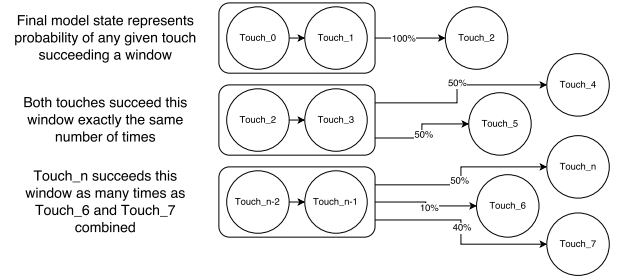 Final model state represents
probability of any given touch
succeeding a window
Touch_0
Touch_1
100%
Touch_2
Both touches succeed this
window exactly the same
number of times
Touch_2
Touch_3
50%
Touch_4
50%
Touch_5
Touch_n succeeds this
window as many times as
Touch_6 and Touch_7
combined
Touch_n-2
Touch_n-1
50%
Touch_n
10%
Touch_6
40%
Touch_7